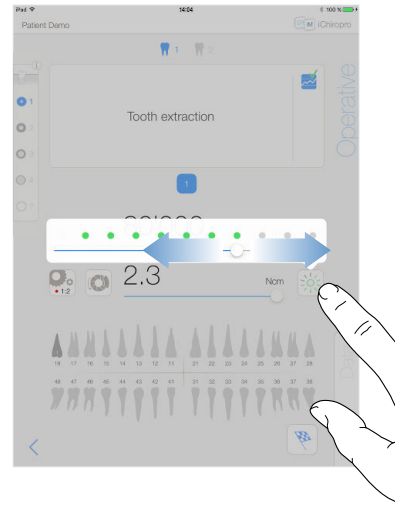 iPad 14:04 100 %
Patient Demo iChiropro
1 2
Operative
1
2
3
4
Tooth extraction
1
2.3 Nom
1:2
18 17 16 15 14 13 12 11 21 22 23 24 25 26 27 28
48 47 46 45 44 43 42 41 31 32 33 34 35 36 37 38